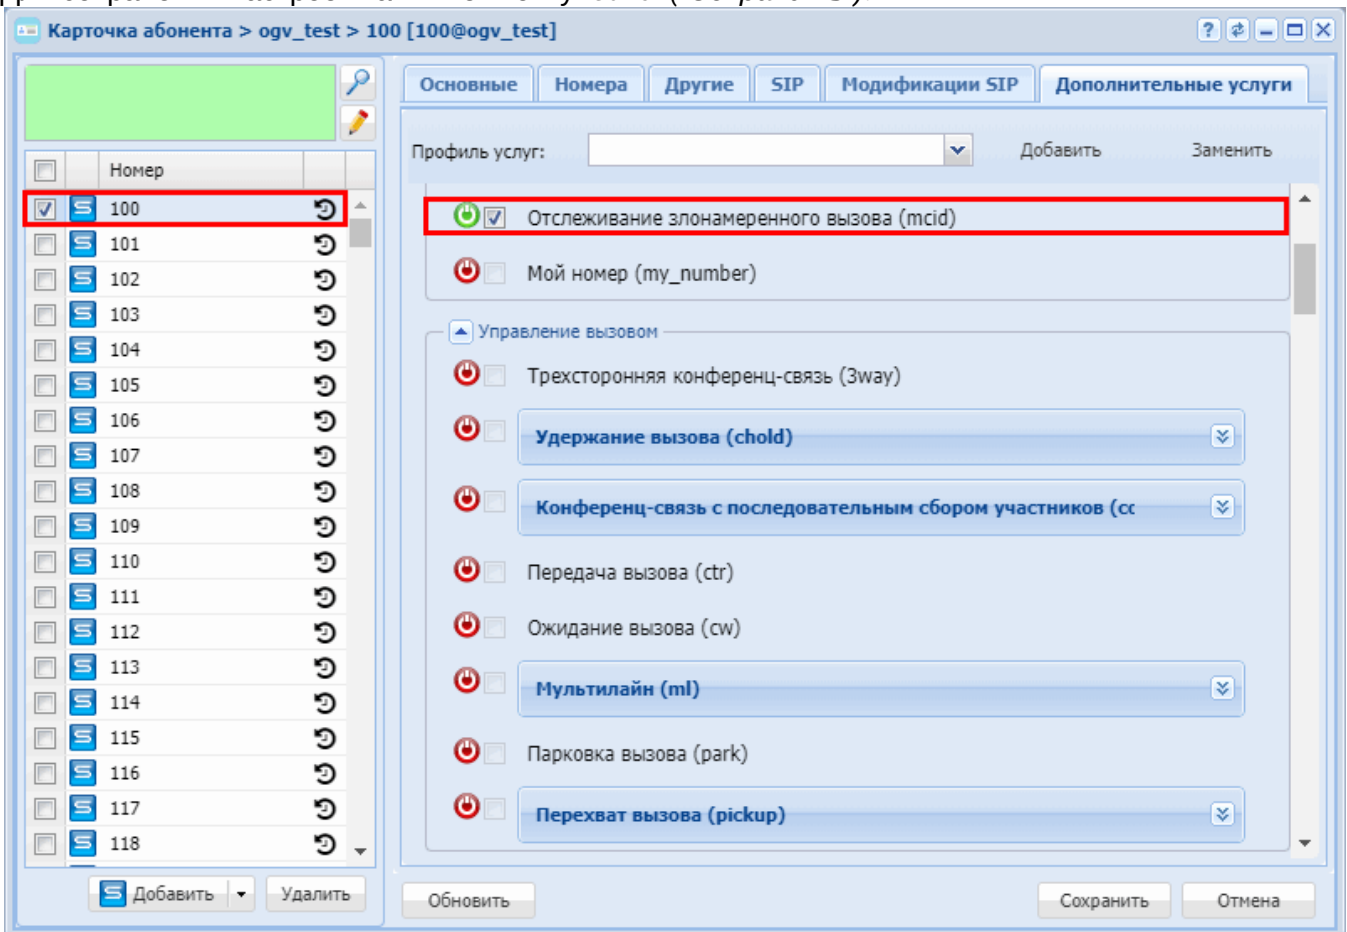 Карточка абонента > ogv_test > 100 [100@ogv_test]
Номер
100
101
102
103
104
105
106
107
108
109
110
111
112
113
114
115
116
117
118
Добавить
Удалить
Основные
Номера
Другие
SIP
Модификации SIP
Дополнительные услуги
Профиль услуг:
Добавить
Заменить
Отслеживание злонамеренного вызова (mcid)
Мой номер (my_number)
Управление вызовом
Трехсторонняя конференц-связь (3way)
Удержание вызова (chold)
Конференц-связь с последовательным сбором участников (cc
Передача вызова (ctr)
Ожидание вызова (cw)
Мультилайн (ml)
Парковка вызова (park)
Перехват вызова (pickup)
Обновить
Сохранить
Отмена